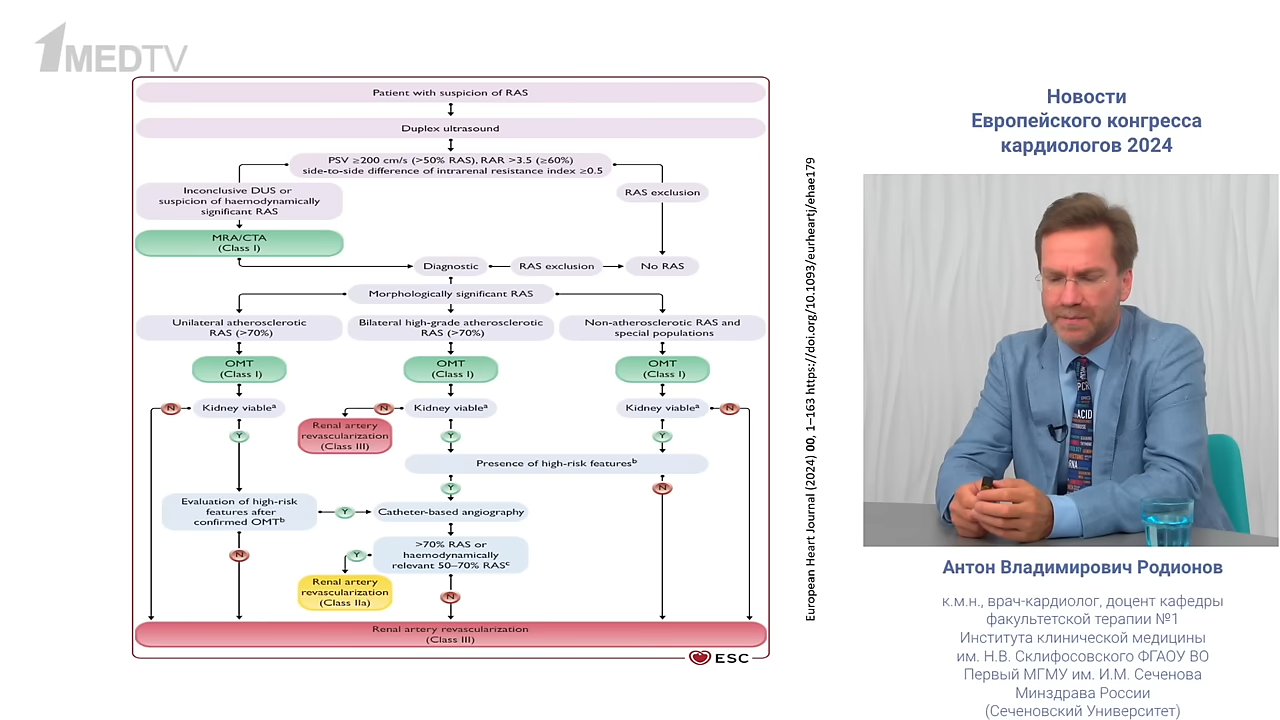 1MEDTV
Patient with suspicion of RAS
Duplex ultrasound
PSV ≥200 cm/s (>50% RAS), RAR >3.5 (≥60%)
side-to-side difference of intrarenal resistance index ≥0.5
Inconclusive DUS or
suspicion of haemodynamically
significant RAS
RAS exclusion
MRA/CTA
(Class I)
Diagnostic
RAS exclusion
No RAS
Morphologically significant RAS
Unilateral atherosclerotic
RAS (>70%)
Bilateral high-grade atherosclerotic
RAS (>70%)
Non-atherosclerotic RAS and
special populations
OMT
(Class I)
OMT
(Class I)
OMT
(Class I)
N
Kidney viableᵃ
N
Kidney viableᵃ
Kidney viableᵃ
N
Renal artery
revascularization
(Class III)
Y
Y
Y
Presence of high-risk featuresᵇ
Y
N
Evaluation of high-risk
features after
confirmed OMTᵇ
Y
Catheter-based angiography
N
Y
>70% RAS or
haemodynamically
relevant 50–70% RASᶜ
Renal artery
revascularization
(Class IIa)
N
Renal artery revascularization
(Class III)
ESC
European Heart Journal (2024) 00, 1–163 https://doi.org/10.1093/eurheartj/ehae179
Новости
Европейского конгресса
кардиологов 2024
PCR
ACID
RNA
Антон Владимирович Родионов
к.м.н., врач-кардиолог, доцент кафедры
факультетской терапии №1
Института клинической медицины
им. Н.В. Склифосовского ФГАОУ ВО
Первый МГМУ им. И.М. Сеченова
Минздрава России
(Сеченовский Университет)